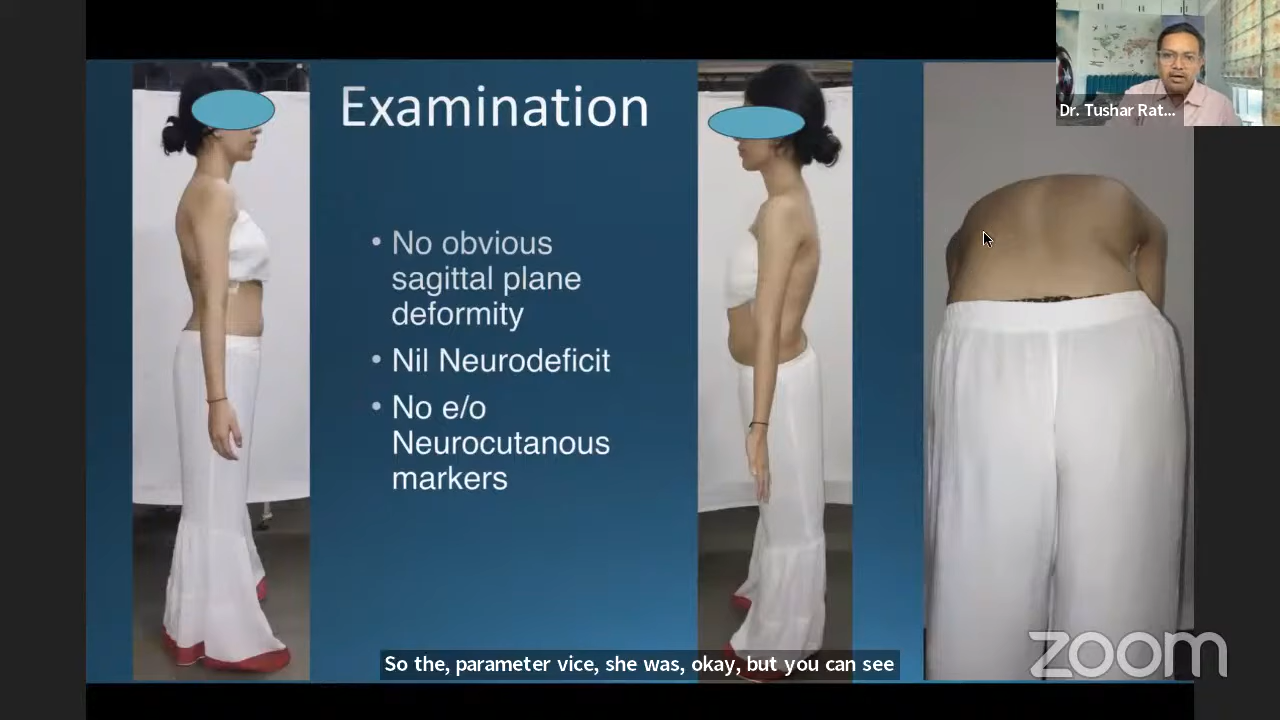 Dr. Tushar Rat...
Examination
• No obvious
sagittal plane
deformity
• Nil Neurodeficit
• No e/o
Neurocutanous
markers
So the, parameter vice, she was, okay, but you can see
zoom